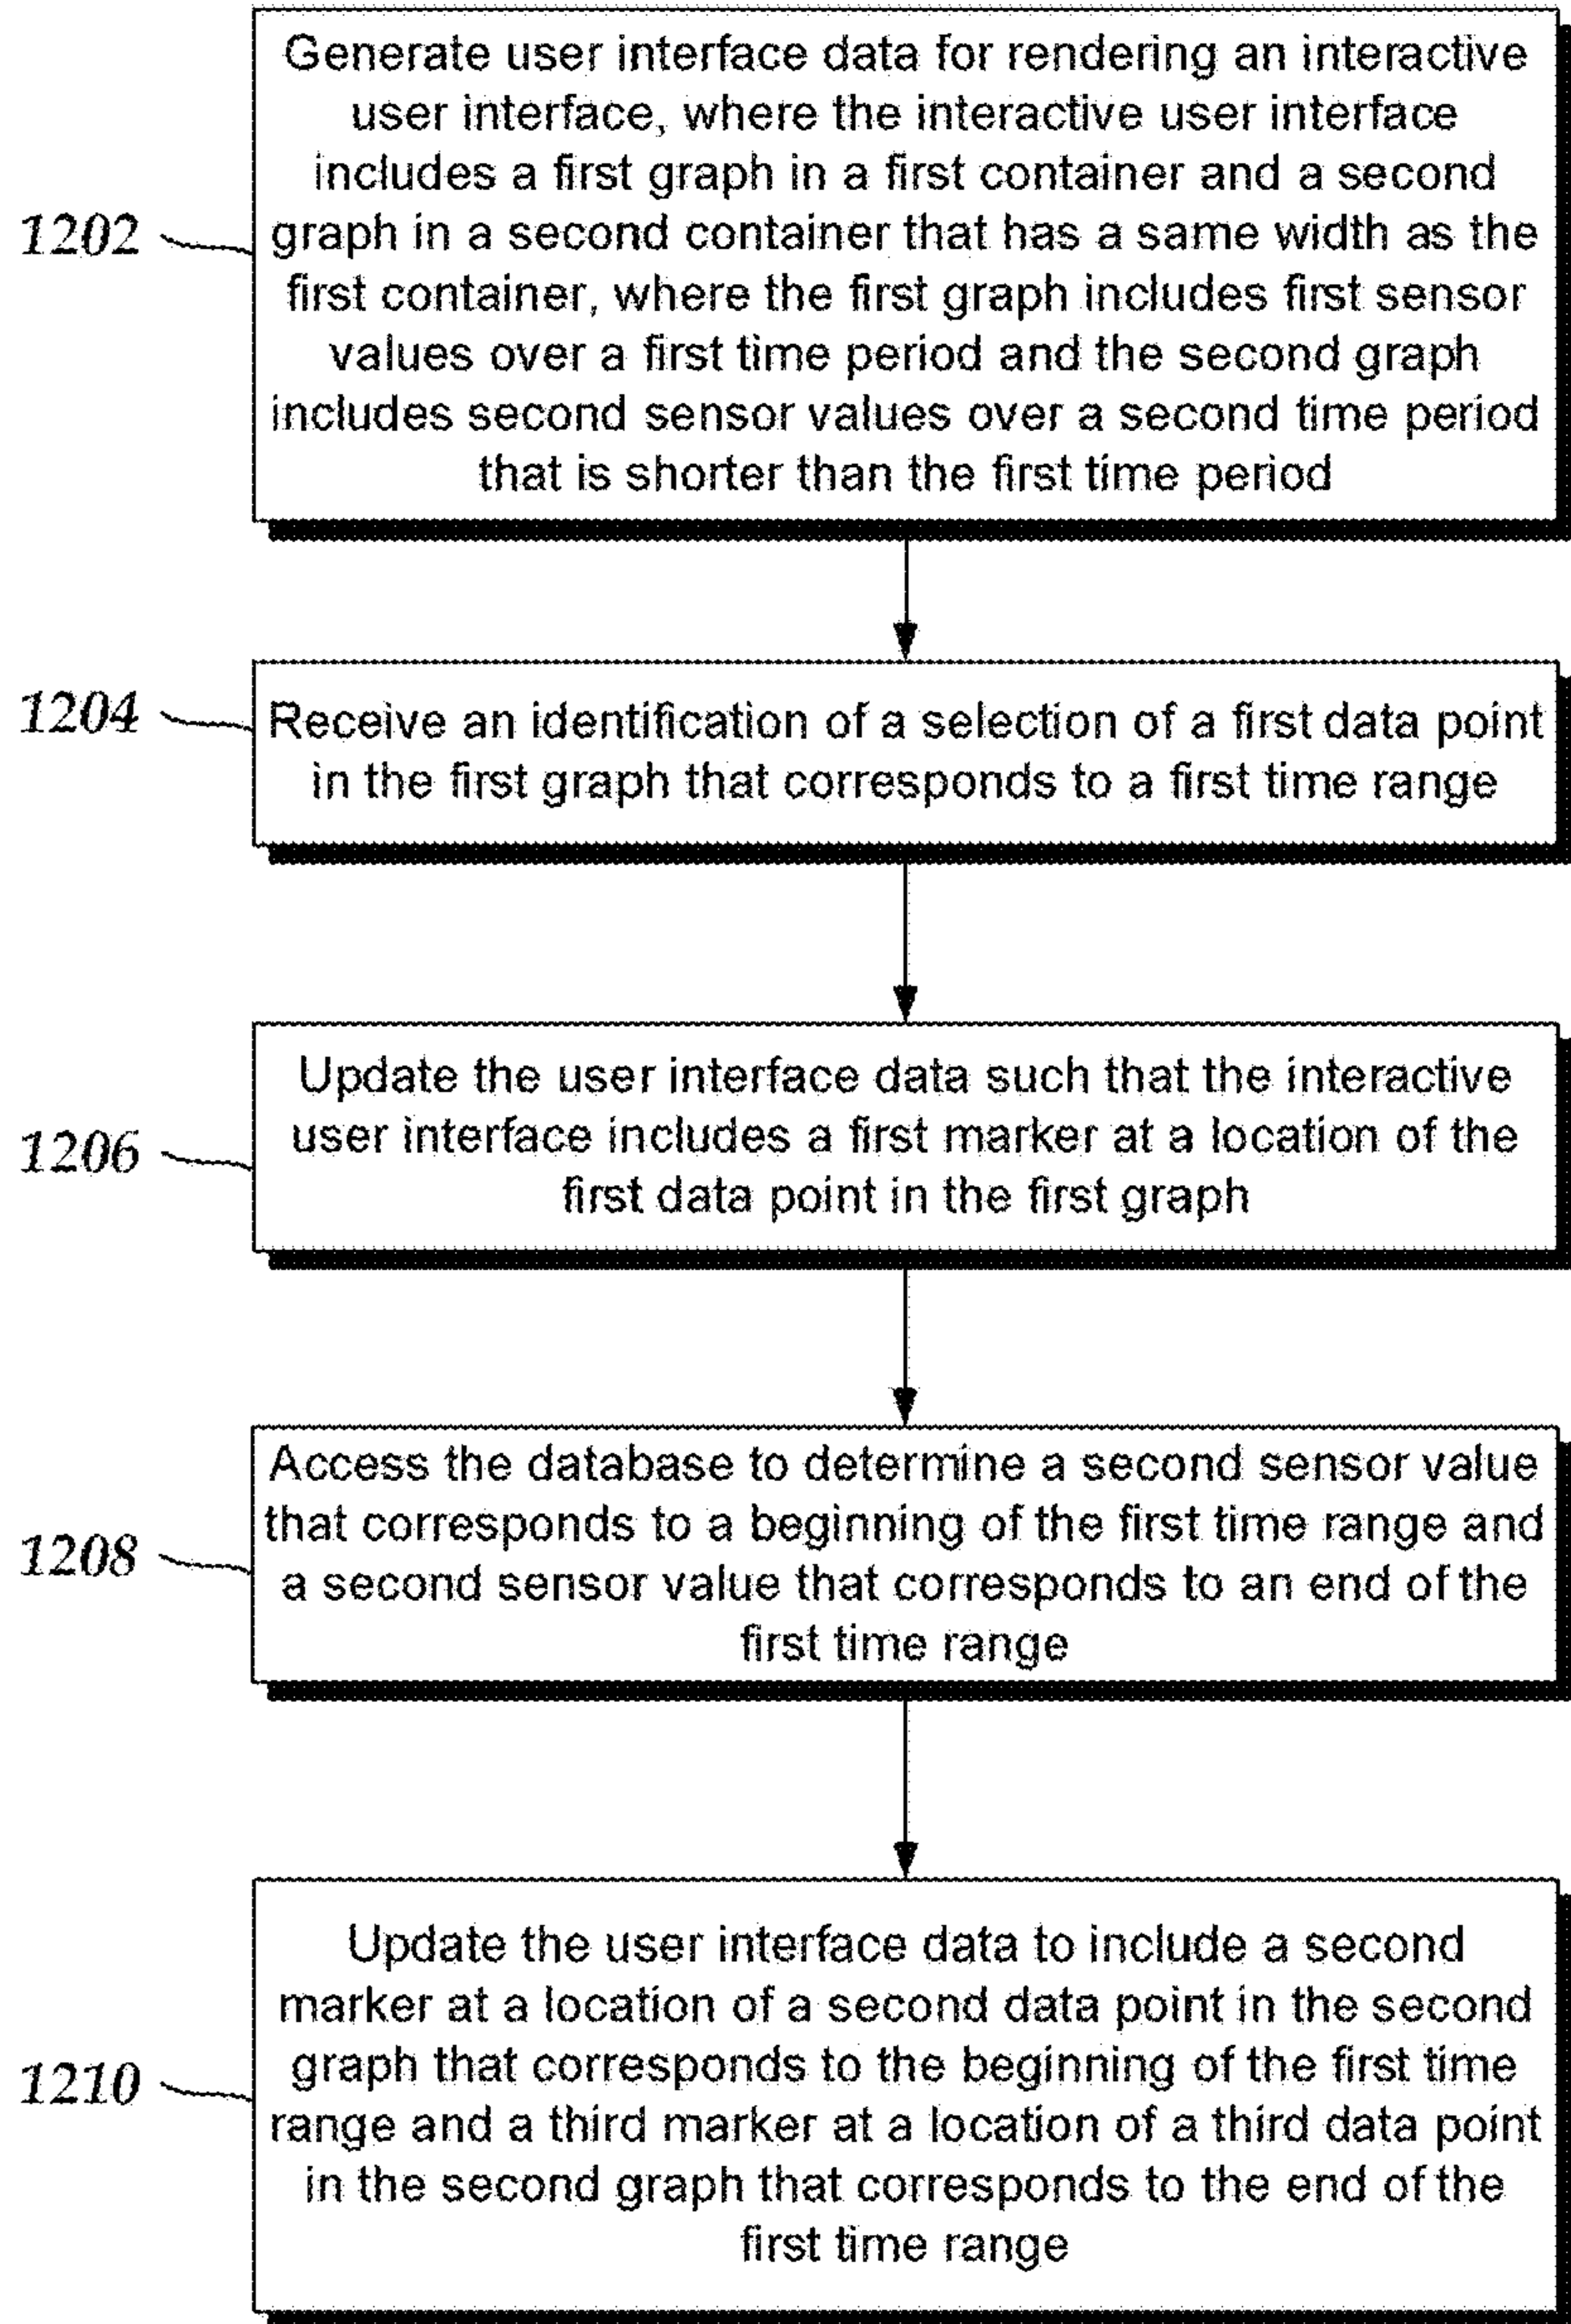 Generate user interface data for rendering an interactive
user interface, where the interactive user interface
includes a first graph in a first container and a second
1202
graph in a second container that has a same width as the
first container, where the first graph includes first sensor
values over a first time period and the second graph
includes second sensor values over a second time period
that is shorter than the first time period
1204
Receive an identification of a selection of a first data point
in the first graph that corresponds to a first time range
Update the user interface data such that the interactive
1206
user interface includes a first marker at a location of the
first data point in the first graph
Access the database to determine a second sensor value
that corresponds to a beginning of the first time range and
1208
a second sensor value that corresponds to an end of the
first time range
Update the user interface data to include a second
marker at a location of a second data point in the second
graph that corresponds to the beginning of the first time
1210
range and a third marker at a location of a third data point
in the second graph that corresponds to the end of the
first time range